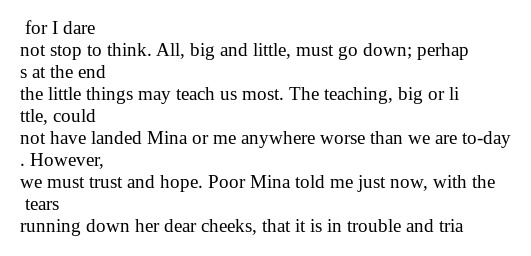 for I dare
not stop to think. All, big and little, must go down; perhap
s at the end
the little things may teach us most. The teaching, big or li
ttle, could
not have landed Mina or me anywhere worse than we are to-day
. However,
we must trust and hope. Poor Mina told me just now, with the
tears
running down her dear cheeks, that it is in trouble and tria